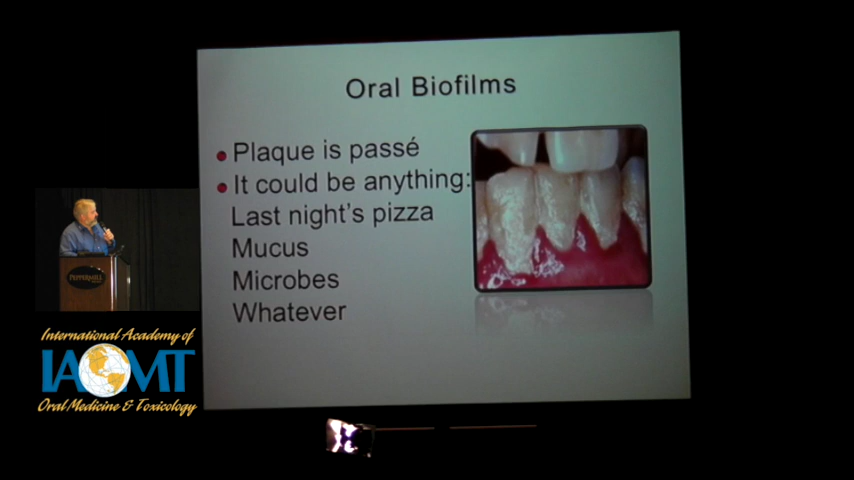 Oral Biofilms
Plaque is passé
It could be anything:
Last night's pizza
Mucus
Microbes
Whatever
PEPPERMILL
International Academy of
IAOMT
Oral Medicine & Toxicology